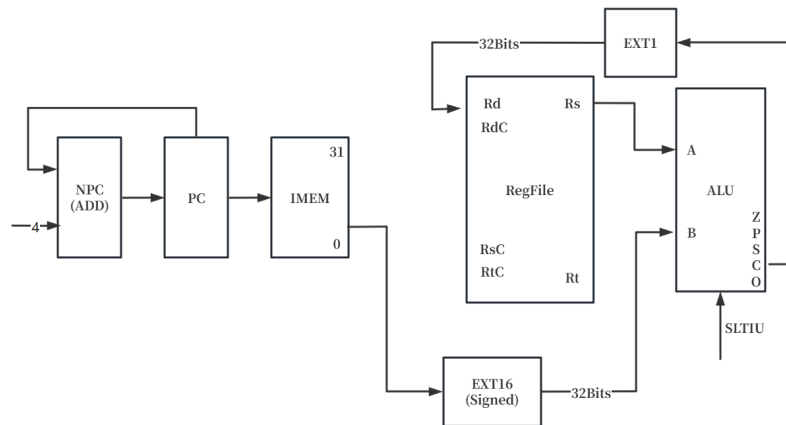 32Bits
EXT1
Rd
Rs
RdC
RegFile
RsC
RtC
Rt
A
B
ALU
Z
P
S
C
O
SLTIU
NPC
(ADD)
4
PC
31
IMEM
0
EXT16
(Signed)
32Bits